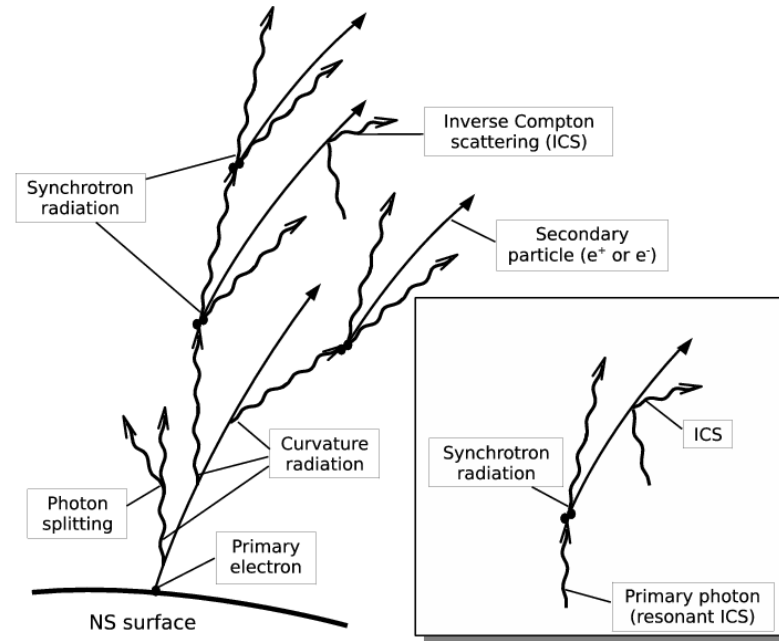 Inverse Compton
scattering (ICS)
Synchrotron
radiation
Secondary
particle (e⁺ or e⁻)
Curvature
radiation
Photon
splitting
Primary
electron
NS surface
ICS
Synchrotron
radiation
Primary photon
(resonant ICS)